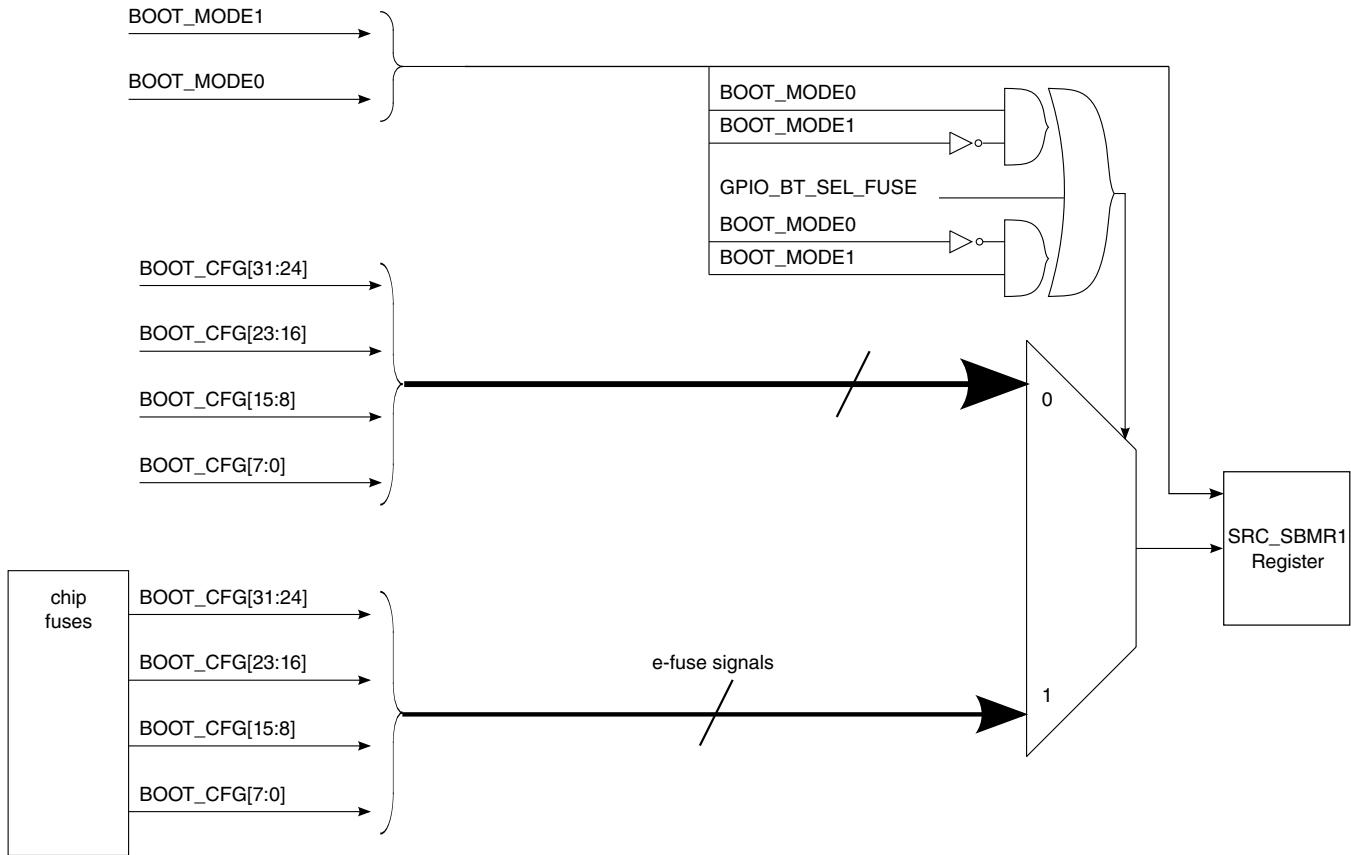 BOOT_MODE1
BOOT_MODE0
BOOT_MODE0
BOOT_MODE1
GPIO_BT_SEL_FUSE
BOOT_MODE0
BOOT_MODE1
BOOT_CFG[31:24]
BOOT_CFG[23:16]
BOOT_CFG[15:8]
BOOT_CFG[7:0]
0
SRC_SBMR1
Register
chip
fuses
BOOT_CFG[31:24]
BOOT_CFG[23:16]
BOOT_CFG[15:8]
BOOT_CFG[7:0]
e-fuse signals
1